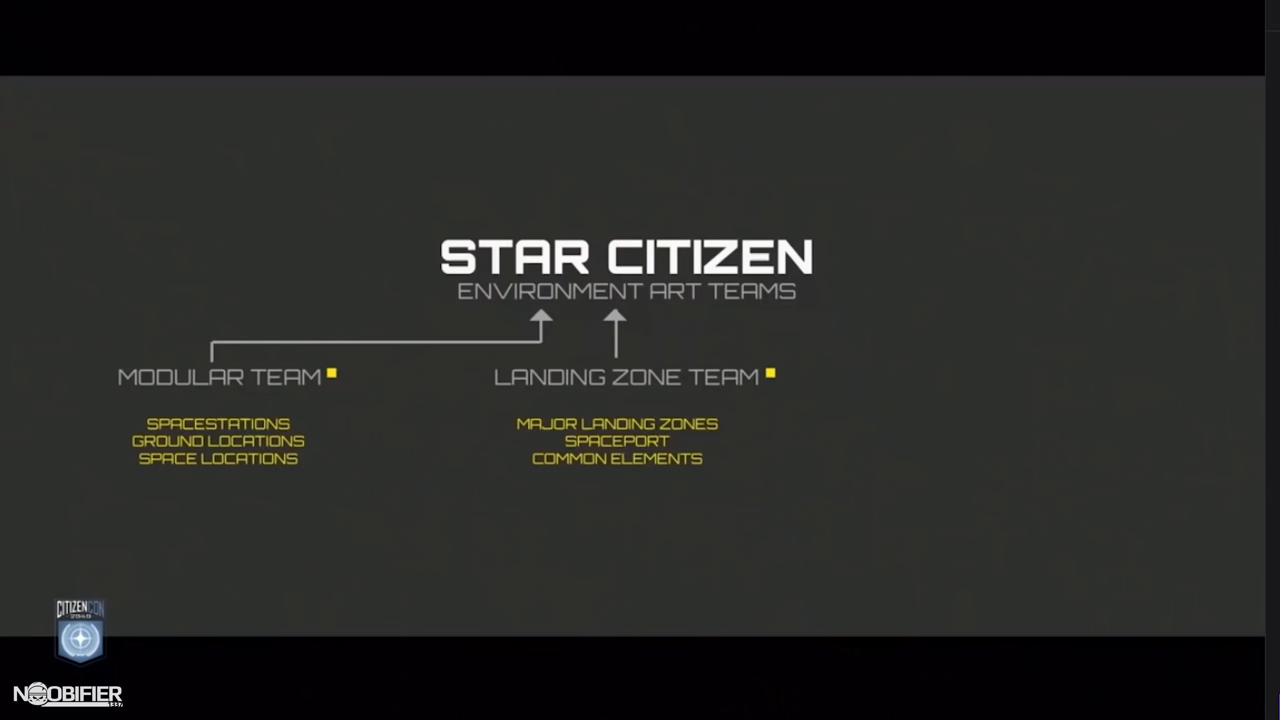 STAR CITIZEN
ENVIRONMENT ART TEAMS
MODULAR TEAM
LANDING ZONE TEAM
SPACESTATIONS
GROUND LOCATIONS
SPACE LOCATIONS
MAJOR LANDING ZONES
SPACEPORT
COMMON ELEMENTS
CITIZENCON
NOOBIFIER
1337